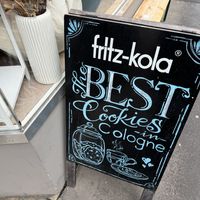 fritz-kola®
The
BEST
Cookies
in
Cologne